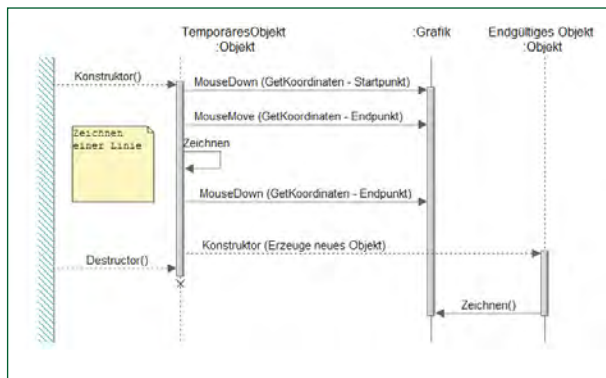 TemporäresObjekt
:Objekt
:Grafik
Endgültiges Objekt
:Objekt
Konstruktor()
MouseDown (GetKoordinaten - Startpunkt)
MouseMove (GetKoordinaten - Endpunkt)
Zeichnen
einer Linie
Zeichnen
MouseDown (GetKoordinaten - Endpunkt)
Konstruktor (Erzeuge neues Objekt)
Destructor()
Zeichnen()